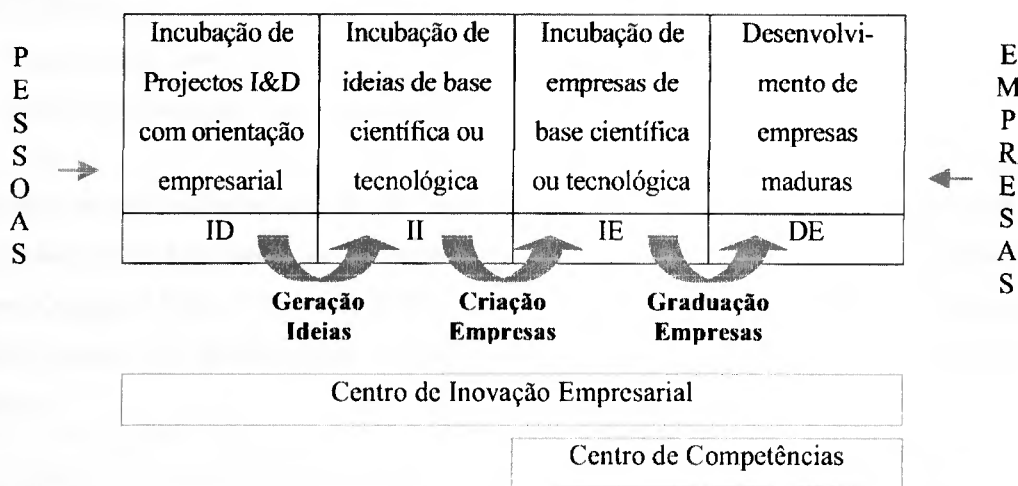 PESSOAS
Incubação de
Projectos I&D
com orientação
empresarial
Incubação de
ideias de base
científica ou
tecnológica
Incubação de
empresas de
base científica
ou tecnológica
Desenvolvi-
mento de
empresas
maduras
EMPRESAS
ID
II
IE
DE
Geração
Ideias
Criação
Empresas
Graduação
Empresas
Centro de Inovação Empresarial
Centro de Competências